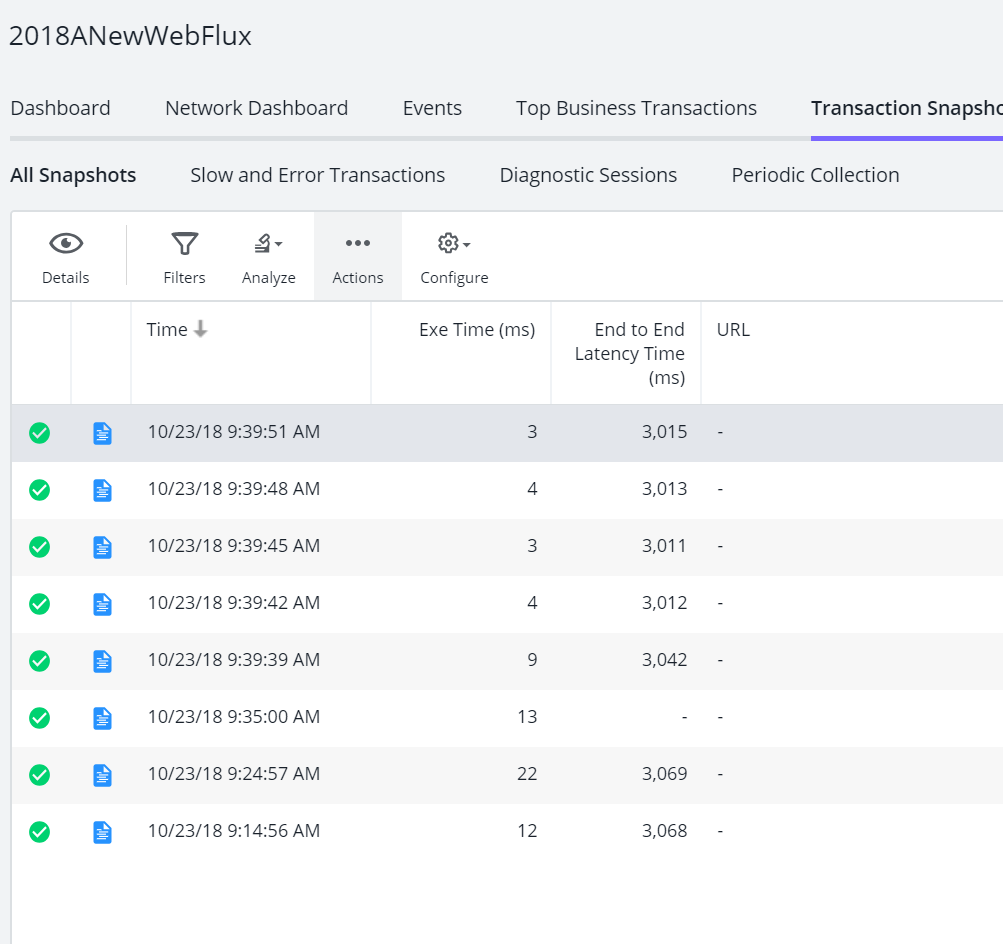 2018ANewWebFlux
Dashboard Network Dashboard Events Top Business Transactions Transaction Snapsho
All Snapshots Slow and Error Transactions Diagnostic Sessions Periodic Collection
Details Filters Analyze Actions Configure
Time Exe Time (ms) End to End Latency Time (ms) URL
10/23/18 9:39:51 AM 3 3,015 -
10/23/18 9:39:48 AM 4 3,013 -
10/23/18 9:39:45 AM 3 3,011 -
10/23/18 9:39:42 AM 4 3,012 -
10/23/18 9:39:39 AM 9 3,042 -
10/23/18 9:35:00 AM 13 - -
10/23/18 9:24:57 AM 22 3,069 -
10/23/18 9:14:56 AM 12 3,068 -